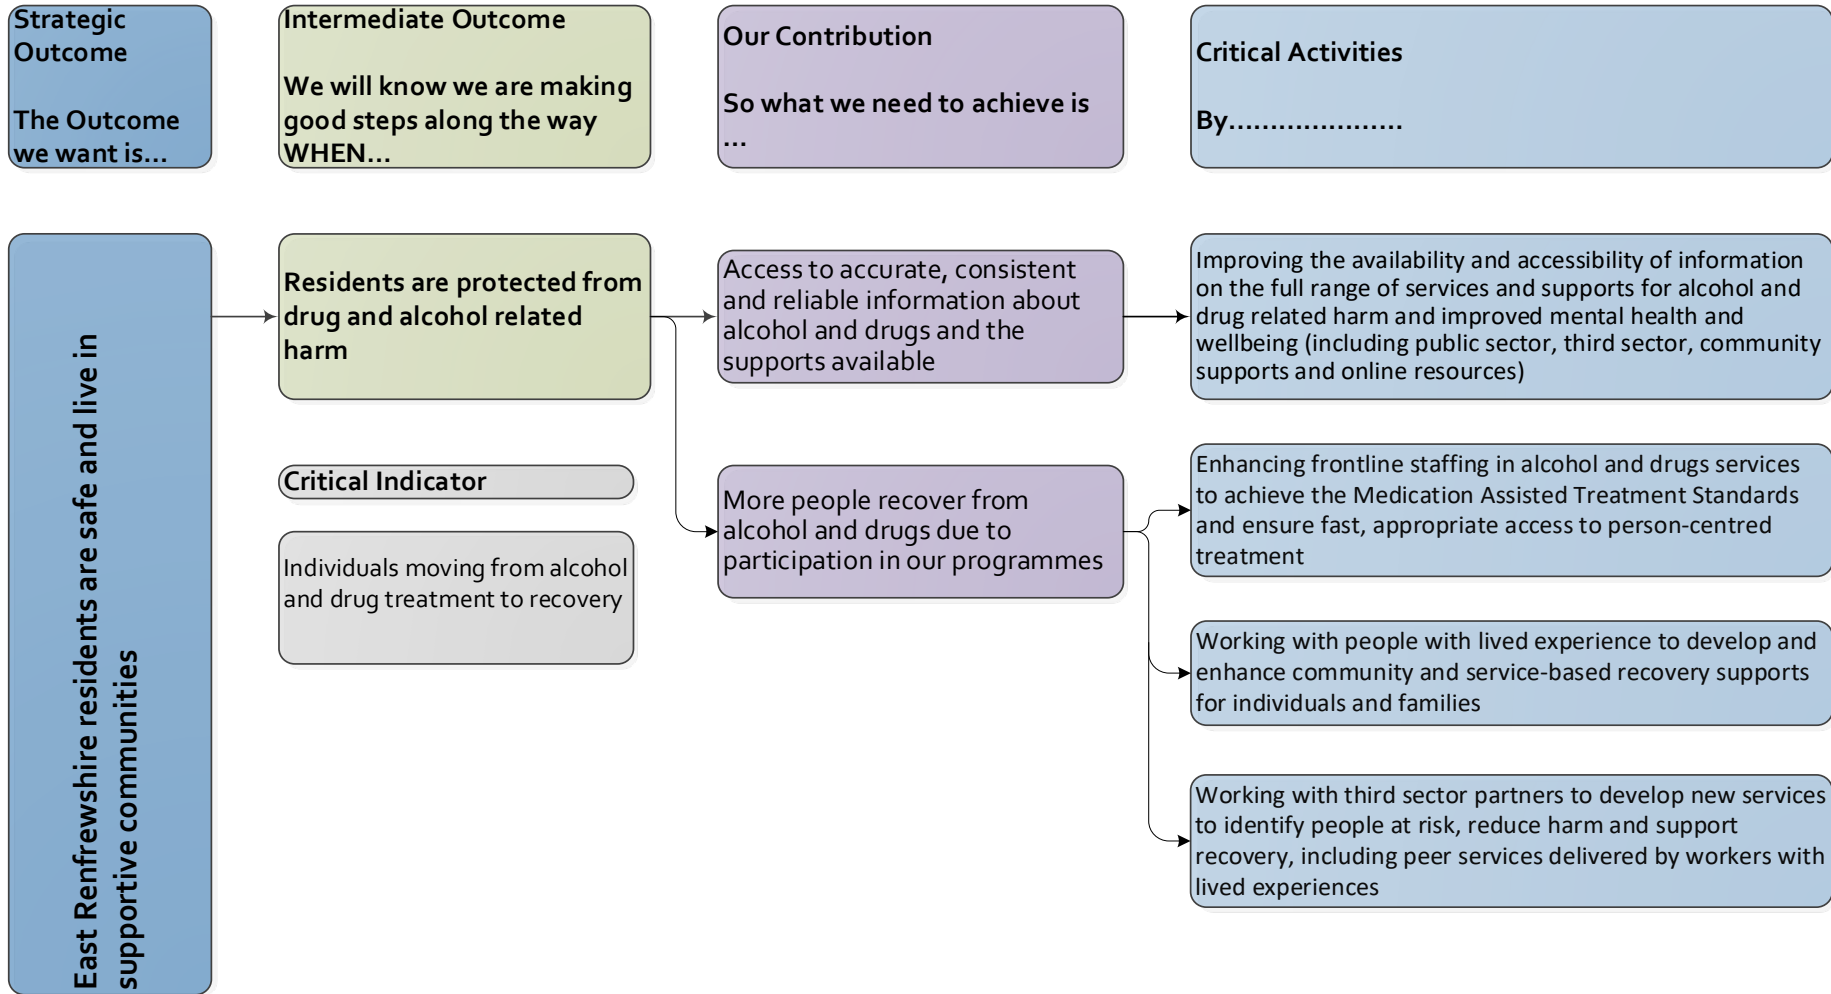 Strategic
Outcome
The Outcome
we want is...
Intermediate Outcome
We will know we are making
good steps along the way
WHEN...
Our Contribution
So what we need to achieve is
...
Critical Activities
By.....................
East Renfrewshire residents are safe and live in
supportive communities
Residents are protected from
drug and alcohol related
harm
Critical Indicator
Individuals moving from alcohol
and drug treatment to recovery
Access to accurate, consistent
and reliable information about
alcohol and drugs and the
supports available
More people recover from
alcohol and drugs due to
participation in our programmes
Improving the availability and accessibility of information
on the full range of services and supports for alcohol and
drug related harm and improved mental health and
wellbeing (including public sector, third sector, community
supports and online resources)
Enhancing frontline staffing in alcohol and drugs services
to achieve the Medication Assisted Treatment Standards
and ensure fast, appropriate access to person-centred
treatment
Working with people with lived experience to develop and
enhance community and service-based recovery supports
for individuals and families
Working with third sector partners to develop new services
to identify people at risk, reduce harm and support
recovery, including peer services delivered by workers with
lived experiences